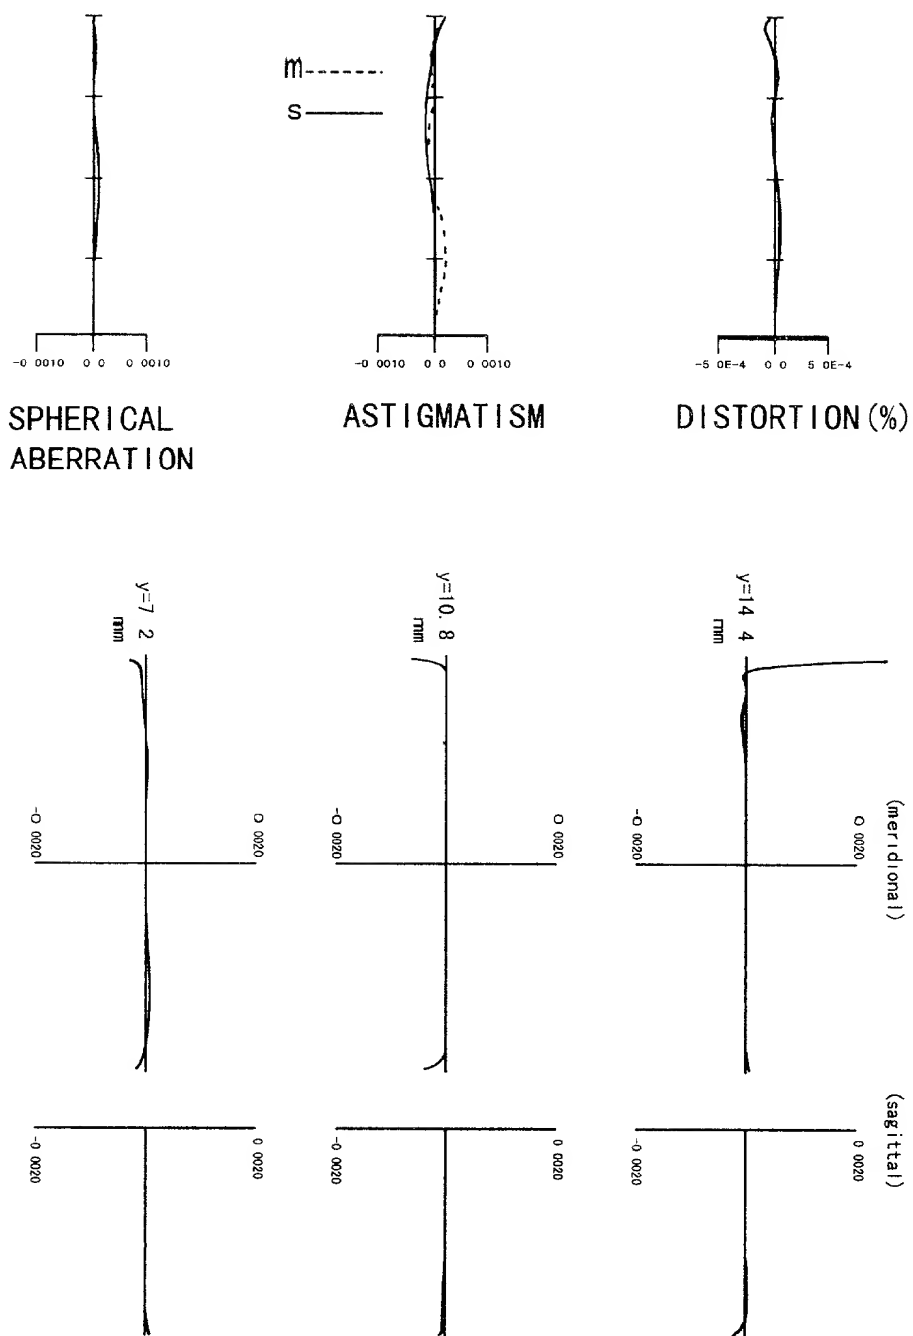 m
s
-0 0010 0 0 0 0010
-0 0010 0 0 0 0010
-5 0E-4 0 0 5 0E-4
SPHERICAL
ABERRATION
ASTIGMATISM
DISTORTION (%)
y=7 2
mm
y=10. 8
mm
y=14 4
mm
-0 0020
0 0020
-0 0020
0 0020
-0 0020
0 0020
(meridional)
-0 0020
0 0020
-0 0020
0 0020
-0 0020
0 0020
(sagittal)